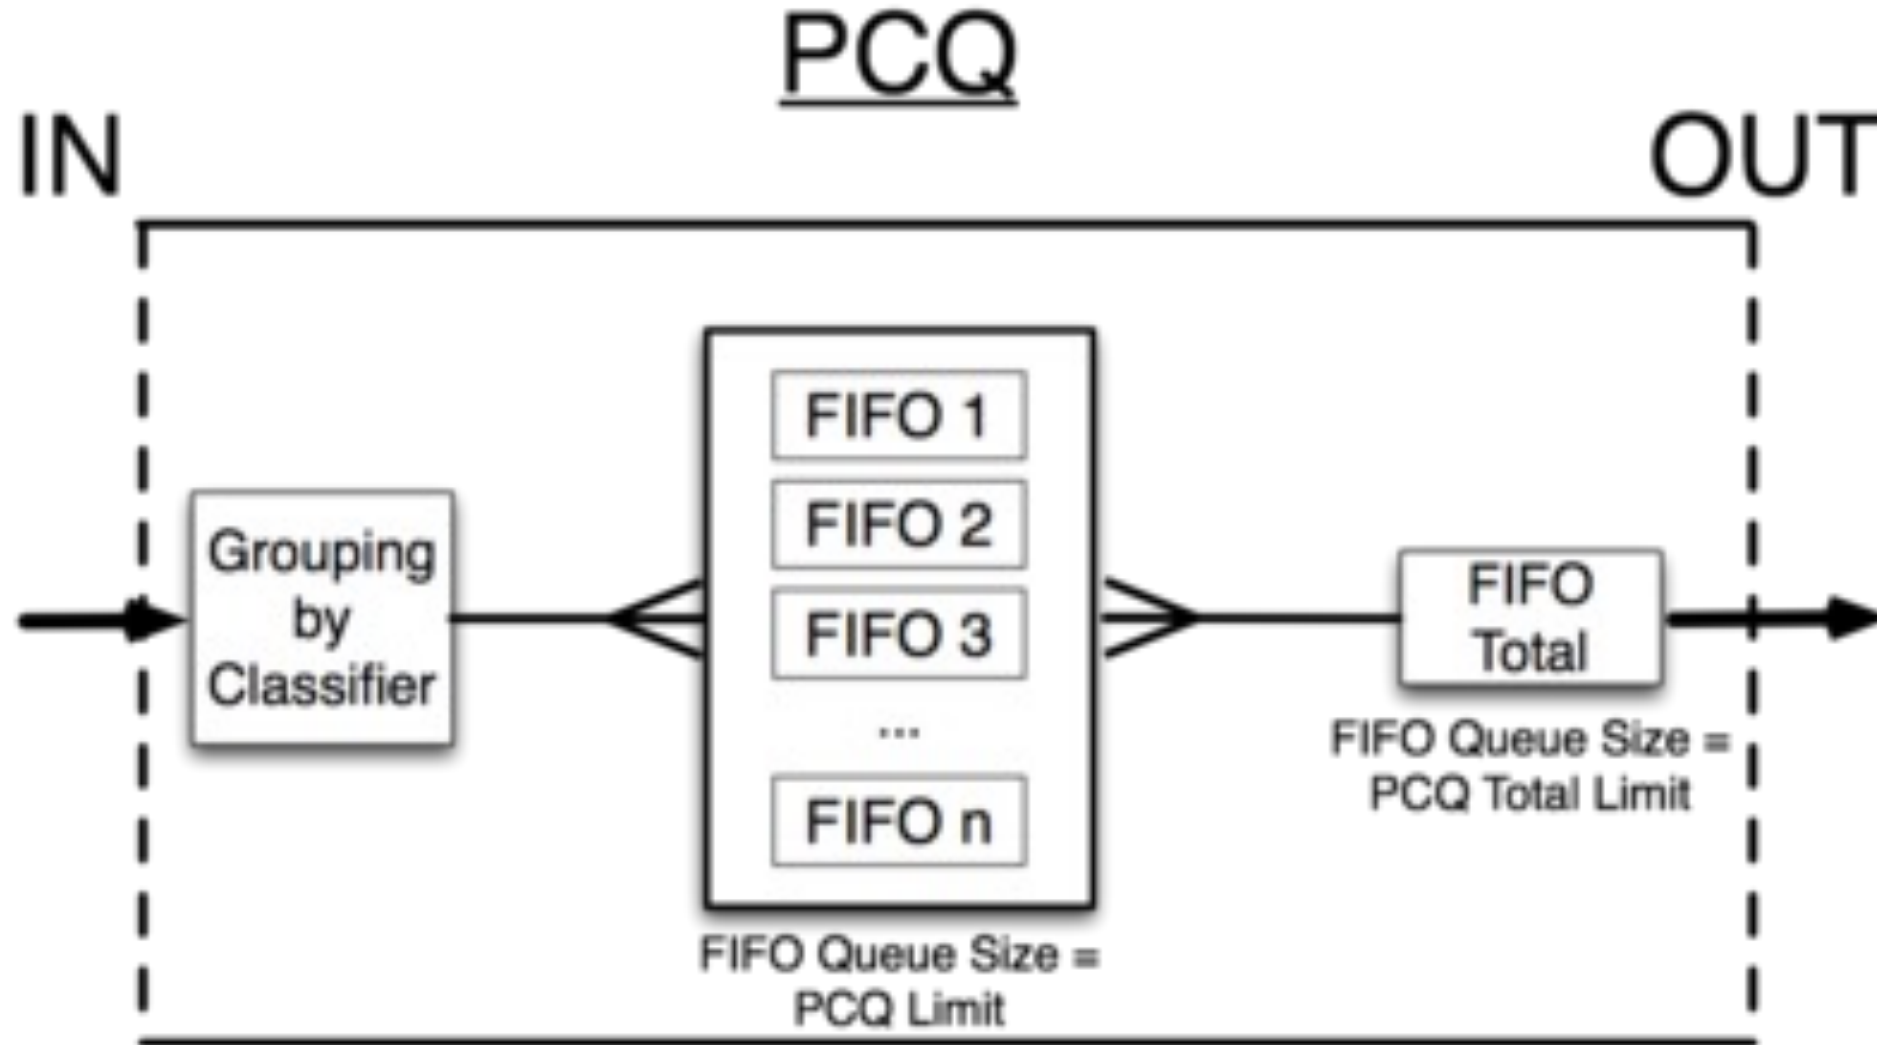 PCQ
IN
OUT
Grouping
by
Classifier
FIFO 1
FIFO 2
FIFO 3
...
FIFO n
FIFO Queue Size =
PCQ Limit
FIFO
Total
FIFO Queue Size =
PCQ Total Limit